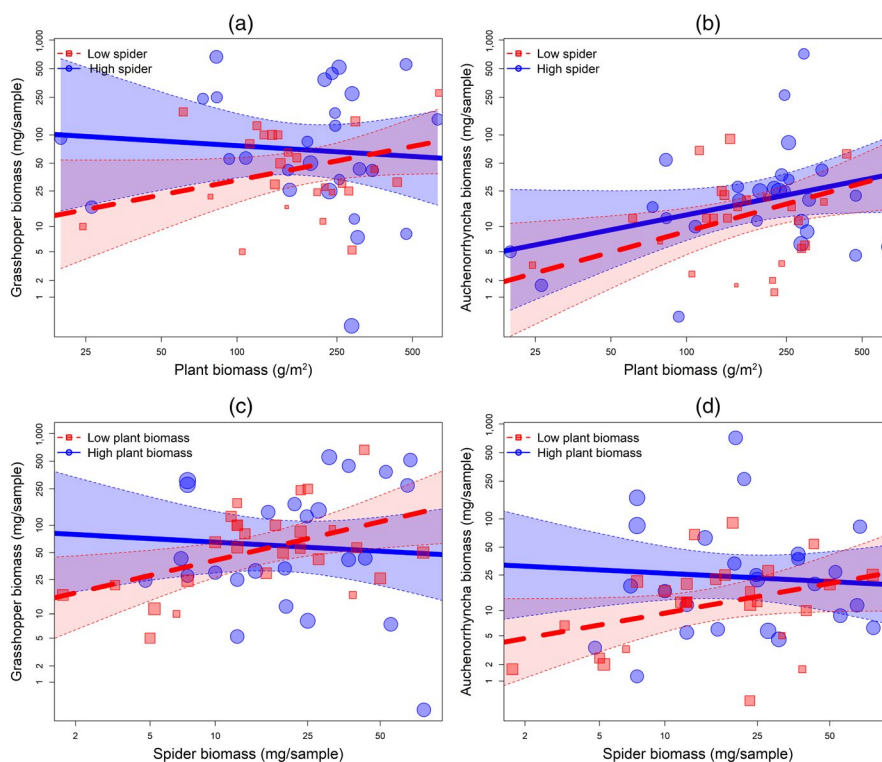 (a)
Grasshopper biomass (mg/sample)
1,000
500
100
50
25
10
5
1
Low spider
High spider
25 50 100 250 500
Plant biomass (g/m²)
(b)
Auchenorrhyncha biomass (mg/sample)
1,000
500
100
50
25
10
5
2
1
Low spider
High spider
25 50 100 250 500
Plant biomass (g/m²)
(c)
Grasshopper biomass (mg/sample)
1,000
500
100
50
25
10
5
2
1
Low plant biomass
High plant biomass
2 5 10 25 50
Spider biomass (mg/sample)
(d)
Auchenorrhyncha biomass (mg/sample)
1,000
500
100
50
25
10
5
2
1
Low plant biomass
High plant biomass
2 5 10 25 50
Spider biomass (mg/sample)